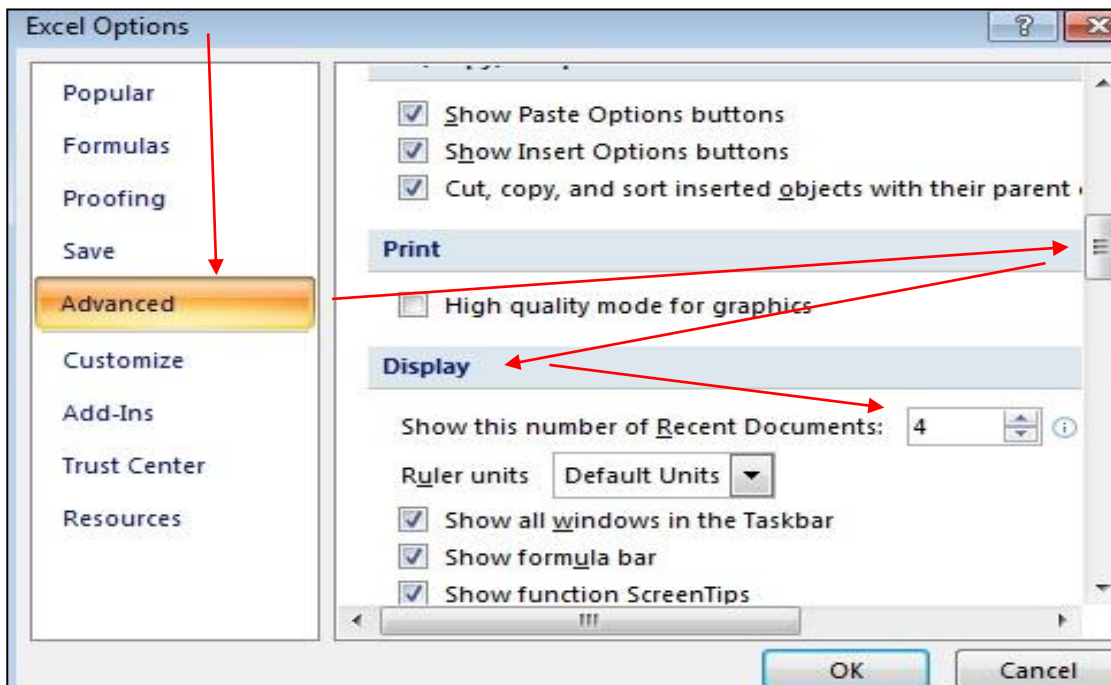 Excel Options
Popular
Formulas
Proofing
Save
Advanced
Customize
Add-Ins
Trust Center
Resources
Show Paste Options buttons
Show Insert Options buttons
Cut, copy, and sort inserted objects with their parent
Print
High quality mode for graphics
Display
Show this number of Recent Documents: 4
Ruler units Default Units
Show all windows in the Taskbar
Show formula bar
Show function ScreenTips
OK Cancel